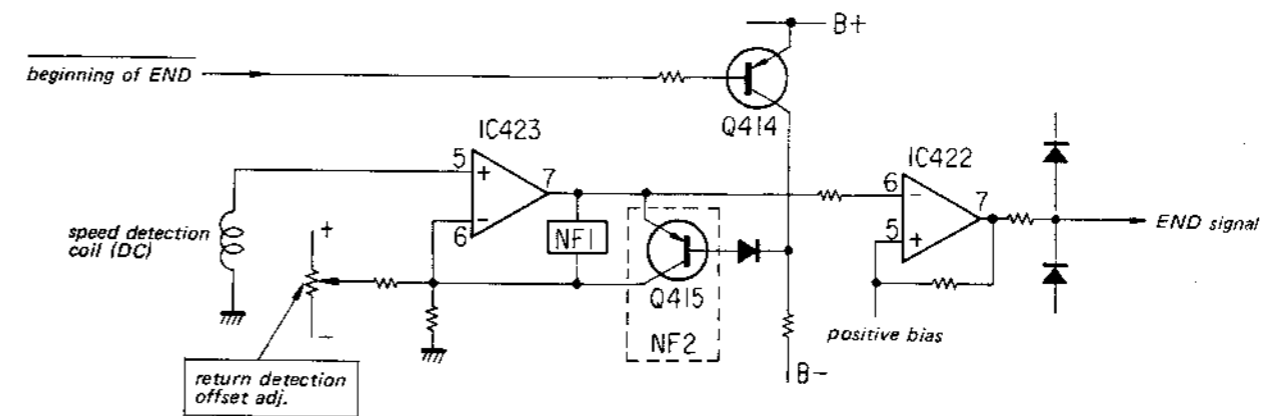 B+
beginning of END
Q414
IC423
5
+
7
-
6
IC422
6
-
7
5
+
END signal
speed detection
coil (DC)
+
-
NF1
Q415
NF2
positive bias
B-
return detection
offset adj.